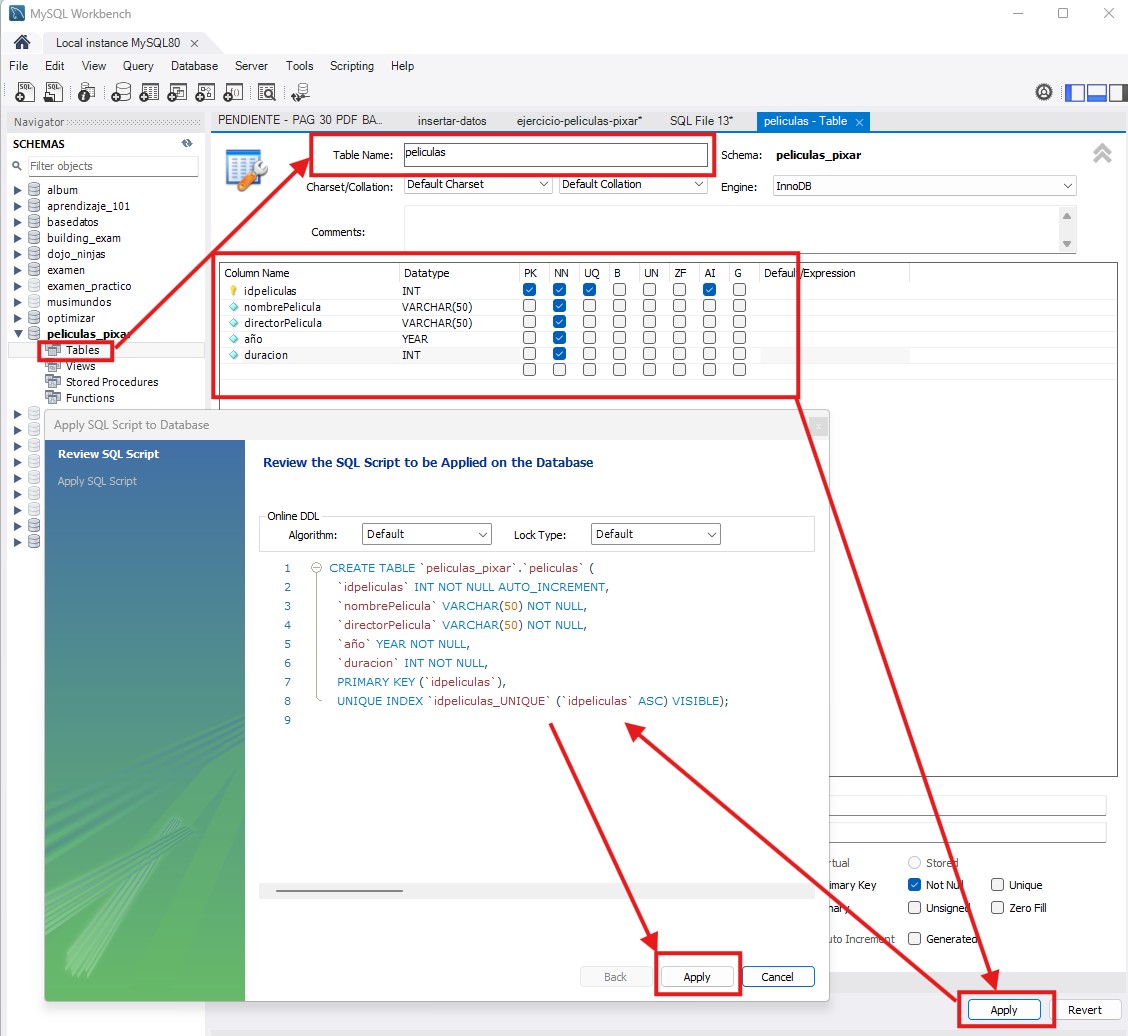 MySQL Workbench
Local instance MySQL80
File Edit View Query Database Server Tools Scripting Help
Navigator
PENDIENTE - PAG 30 PDF BA... insertar-datos ejercicio-peliculas-pixar* SQL File 13* peliculas - Table
SCHEMAS
Filter objects
album
aprendizaje_101
basedatos
building_exam
dojo_ninjas
examen
examen_practico
musimundos
optimizar
peliculas_pixar
Tables
Views
Stored Procedures
Functions
Table Name: peliculas Schema: peliculas_pixar
Charset/Collation: Default Charset Default Collation Engine: InnoDB
Comments:
Column Name Datatype PK NN UQ B UN ZF AI G Default/Expression
idpeliculas INT
nombrePelicula VARCHAR(50)
directorPelicula VARCHAR(50)
año YEAR
duracion INT
Apply SQL Script to Database
Review SQL Script
Apply SQL Script
Review the SQL Script to be Applied on the Database
Online DDL
Algorithm: Default Lock Type: Default
1 CREATE TABLE `peliculas_pixar`.`peliculas` (
2 `idpeliculas` INT NOT NULL AUTO_INCREMENT,
3 `nombrePelicula` VARCHAR(50) NOT NULL,
4 `directorPelicula` VARCHAR(50) NOT NULL,
5 `año` YEAR NOT NULL,
6 `duracion` INT NOT NULL,
7 PRIMARY KEY (`idpeliculas`),
8 UNIQUE INDEX `idpeliculas_UNIQUE` (`idpeliculas` ASC) VISIBLE);
9
Back Apply Cancel
rtual Stored
imary Key Not Null Unique
nary Unsigned Zero Fill
uto Increment Generated
Apply Revert